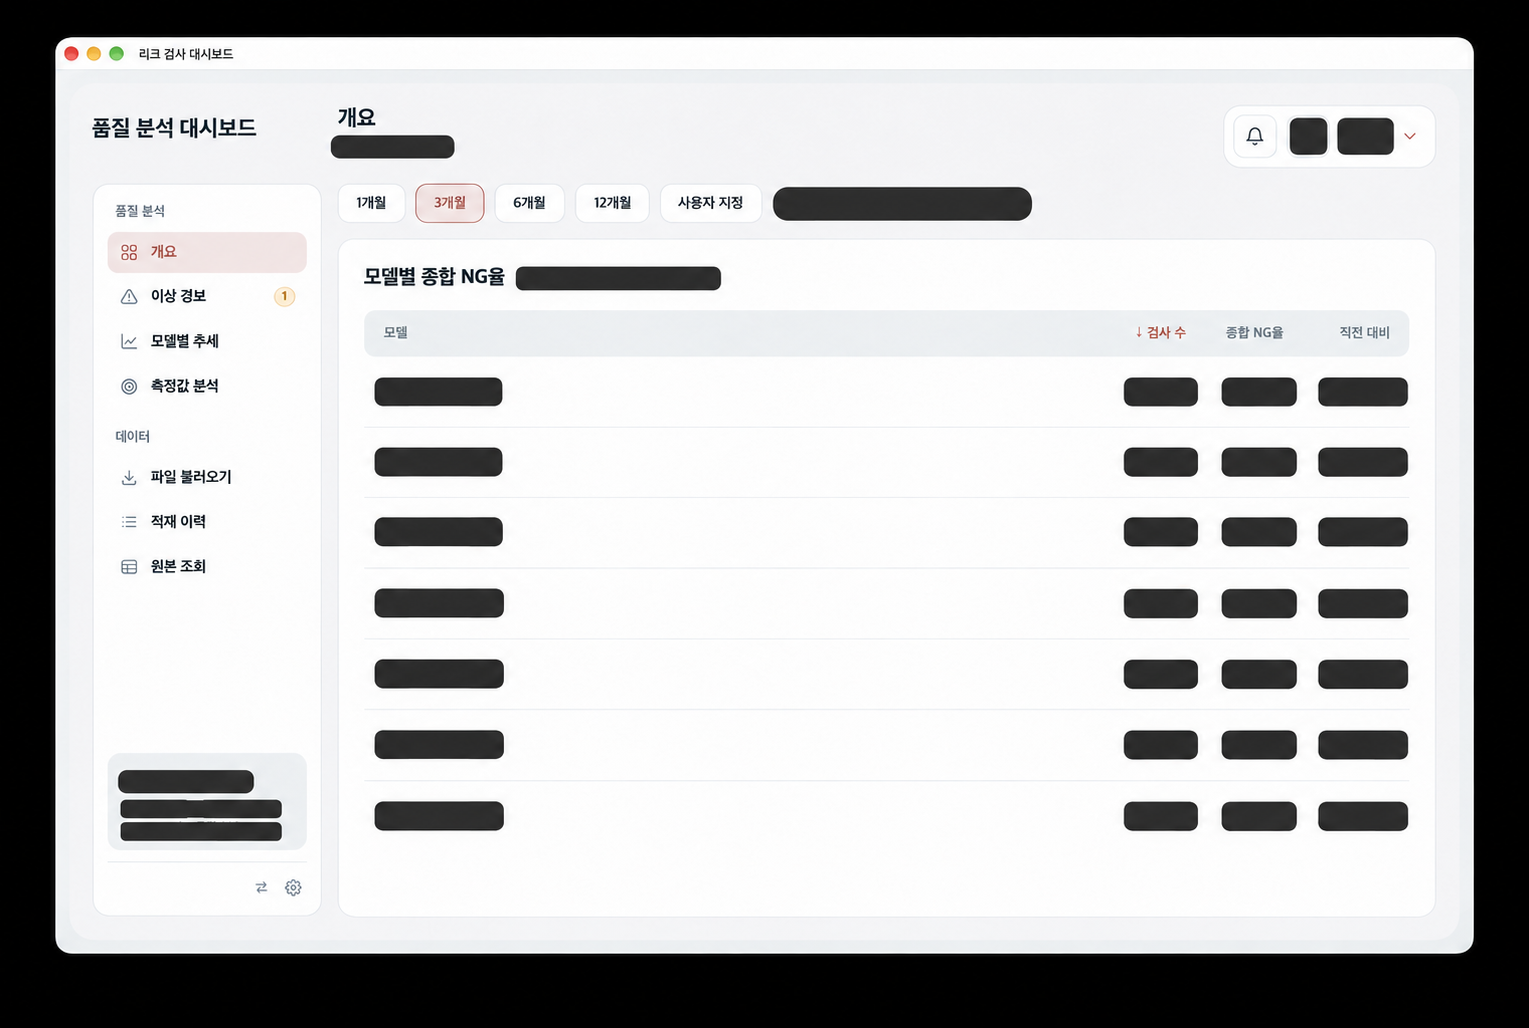 리크 검사 대시보드
품질 분석 대시보드
개요
1개월 3개월 6개월 12개월 사용자 지정
품질 분석
개요
이상 경보 1
모델별 추세
측정값 분석
데이터
파일 불러오기
적재 이력
원본 조회
모델별 종합 NG율
모델 ↓ 검사 수 종합 NG율 직전 대비